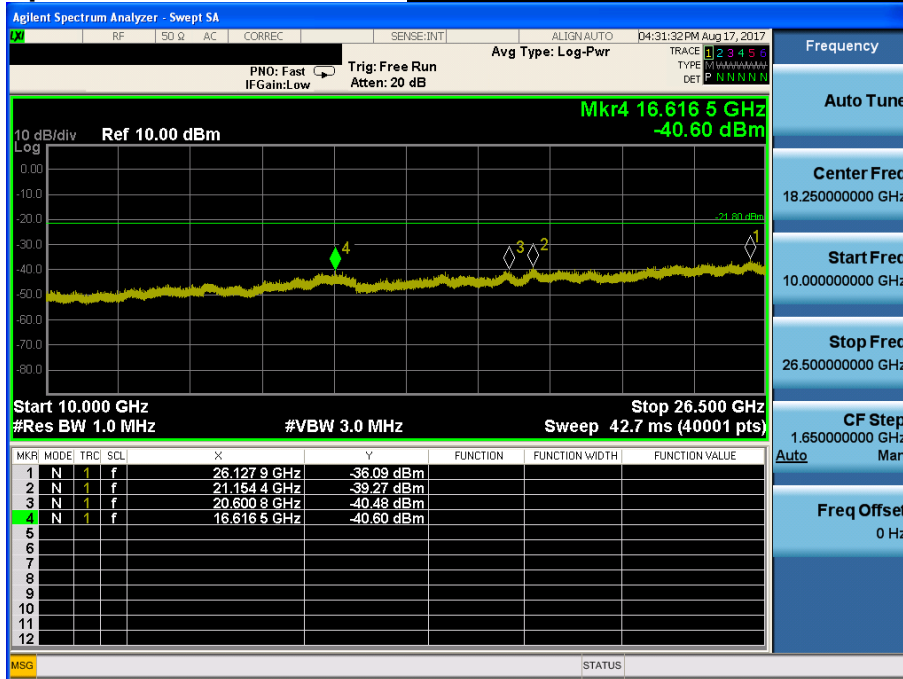 Agilent Spectrum Analyzer - Swept SA
LXI RF 50 Ω AC CORREC SENSE:INT ALIGN AUTO 04:31:32 PM Aug 17, 2017
PNO: Fast
IFGain:Low
Trig: Free Run
Atten: 20 dB
Avg Type: Log-Pwr
TRACE 1 2 3 4 5 6
TYPE M WWWWW
DET P N N N N N
Mkr4 16.616 5 GHz
-40.60 dBm
10 dB/div Ref 10.00 dBm
Log
0.00
-10.0
-20.0
-30.0
-40.0
-50.0
-60.0
-70.0
-80.0
-21.80 dBm
4
3
2
1
Start 10.000 GHz Stop 26.500 GHz
#Res BW 1.0 MHz #VBW 3.0 MHz Sweep 42.7 ms (40001 pts)
MKR MODE TRC SCL X Y FUNCTION FUNCTION WIDTH FUNCTION VALUE
1 N 1 f 26.127 9 GHz -36.09 dBm
2 N 1 f 21.154 4 GHz -39.27 dBm
3 N 1 f 20.600 8 GHz -40.48 dBm
4 N 1 f 16.616 5 GHz -40.60 dBm
5
6
7
8
9
10
11
12
MSG STATUS
Frequency
Auto Tune
Center Freq
18.250000000 GHz
Start Freq
10.000000000 GHz
Stop Freq
26.500000000 GHz
CF Step
1.650000000 GHz
Auto Man
Freq Offset
0 Hz